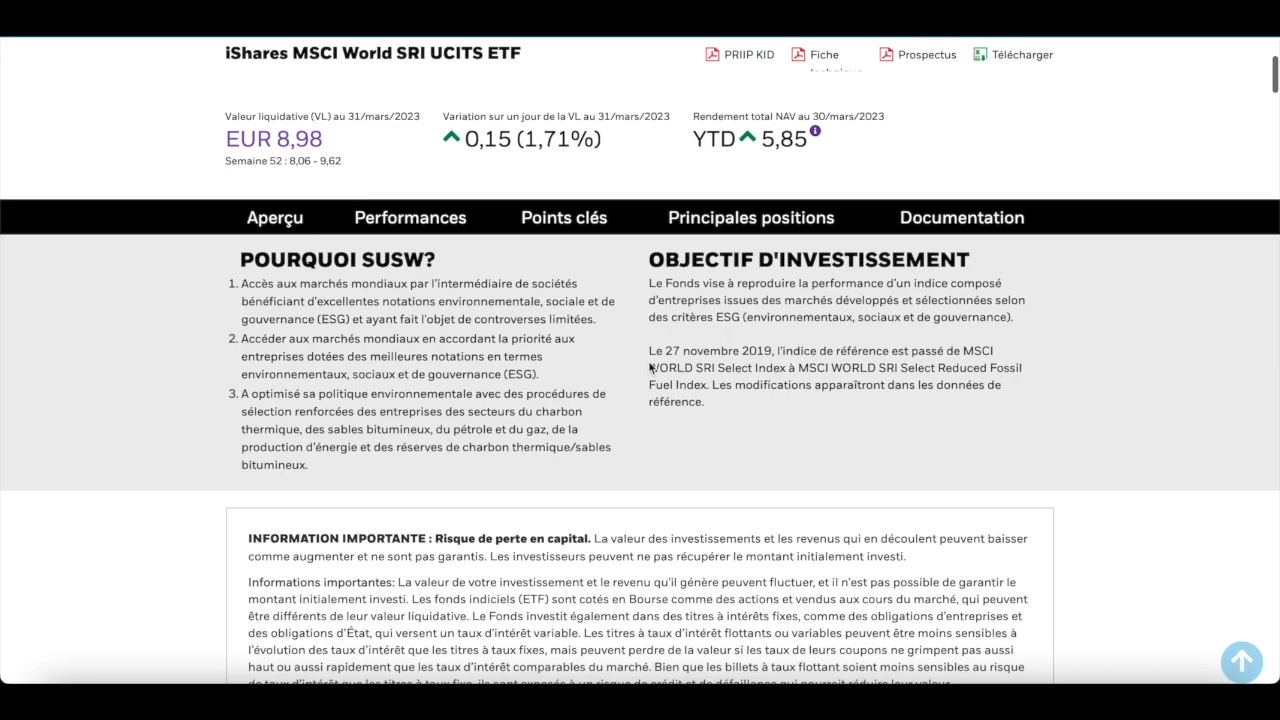 iShares MSCI World SRI UCITS ETF
PRIIP KID
Fiche
Prospectus
Télécharger
Valeur liquidative (VL) au 31/mars/2023
EUR 8,98
Semaine 52 : 8,06 - 9,62
Variation sur un jour de la VL au 31/mars/2023
0,15 (1,71%)
Rendement total NAV au 30/mars/2023
YTD 5,85
Aperçu
Performances
Points clés
Principales positions
Documentation
POURQUOI SUSW?
1. Accès aux marchés mondiaux par l'intermédiaire de sociétés
bénéficiant d'excellentes notations environnementale, sociale et de
gouvernance (ESG) et ayant fait l'objet de controverses limitées.
2. Accéder aux marchés mondiaux en accordant la priorité aux
entreprises dotées des meilleures notations en termes
environnementaux, sociaux et de gouvernance (ESG).
3. A optimisé sa politique environnementale avec des procédures de
sélection renforcées des entreprises des secteurs du charbon
thermique, des sables bitumineux, du pétrole et du gaz, de la
production d'énergie et des réserves de charbon thermique/sables
bitumineux.
OBJECTIF D'INVESTISSEMENT
Le Fonds vise à reproduire la performance d'un indice composé
d'entreprises issues des marchés développés et sélectionnées selon
des critères ESG (environnementaux, sociaux et de gouvernance).
Le 27 novembre 2019, l'indice de référence est passé de MSCI
WORLD SRI Select Index à MSCI WORLD SRI Select Reduced Fossil
Fuel Index. Les modifications apparaîtront dans les données de
référence.
INFORMATION IMPORTANTE : Risque de perte en capital. La valeur des investissements et les revenus qui en découlent peuvent baisser
comme augmenter et ne sont pas garantis. Les investisseurs peuvent ne pas récupérer le montant initialement investi.
Informations importantes: La valeur de votre investissement et le revenu qu'il génère peuvent fluctuer, et il n'est pas possible de garantir le
montant initialement investi. Les fonds indiciels (ETF) sont cotés en Bourse comme des actions et vendus aux cours du marché, qui peuvent
être différents de leur valeur liquidative. Le Fonds investit également dans des titres à intérêts fixes, comme des obligations d'entreprises et
des obligations d'État, qui versent un taux d'intérêt variable. Les titres à taux d'intérêt flottants ou variables peuvent être moins sensibles à
l'évolution des taux d'intérêt que les titres à taux fixes, mais peuvent perdre de la valeur si les taux de leurs coupons ne grimpent pas aussi
haut ou aussi rapidement que les taux d'intérêt comparables du marché. Bien que les billets à taux flottant soient moins sensibles au risque
de taux d'intérêt que les titres à taux fixe, ils sont exposés à un risque de crédit et de défaillance qui pourrait réduire leur valeur.